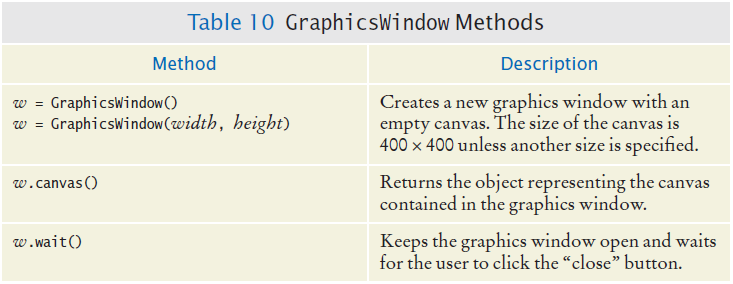 Table 10 GraphicsWindow Methods
Method
Description
w = GraphicsWindow()
w = GraphicsWindow(width, height)
Creates a new graphics window with an
empty canvas. The size of the canvas is
400 × 400 unless another size is specified.
w.canvas()
Returns the object representing the canvas
contained in the graphics window.
w.wait()
Keeps the graphics window open and waits
for the user to click the “close” button.